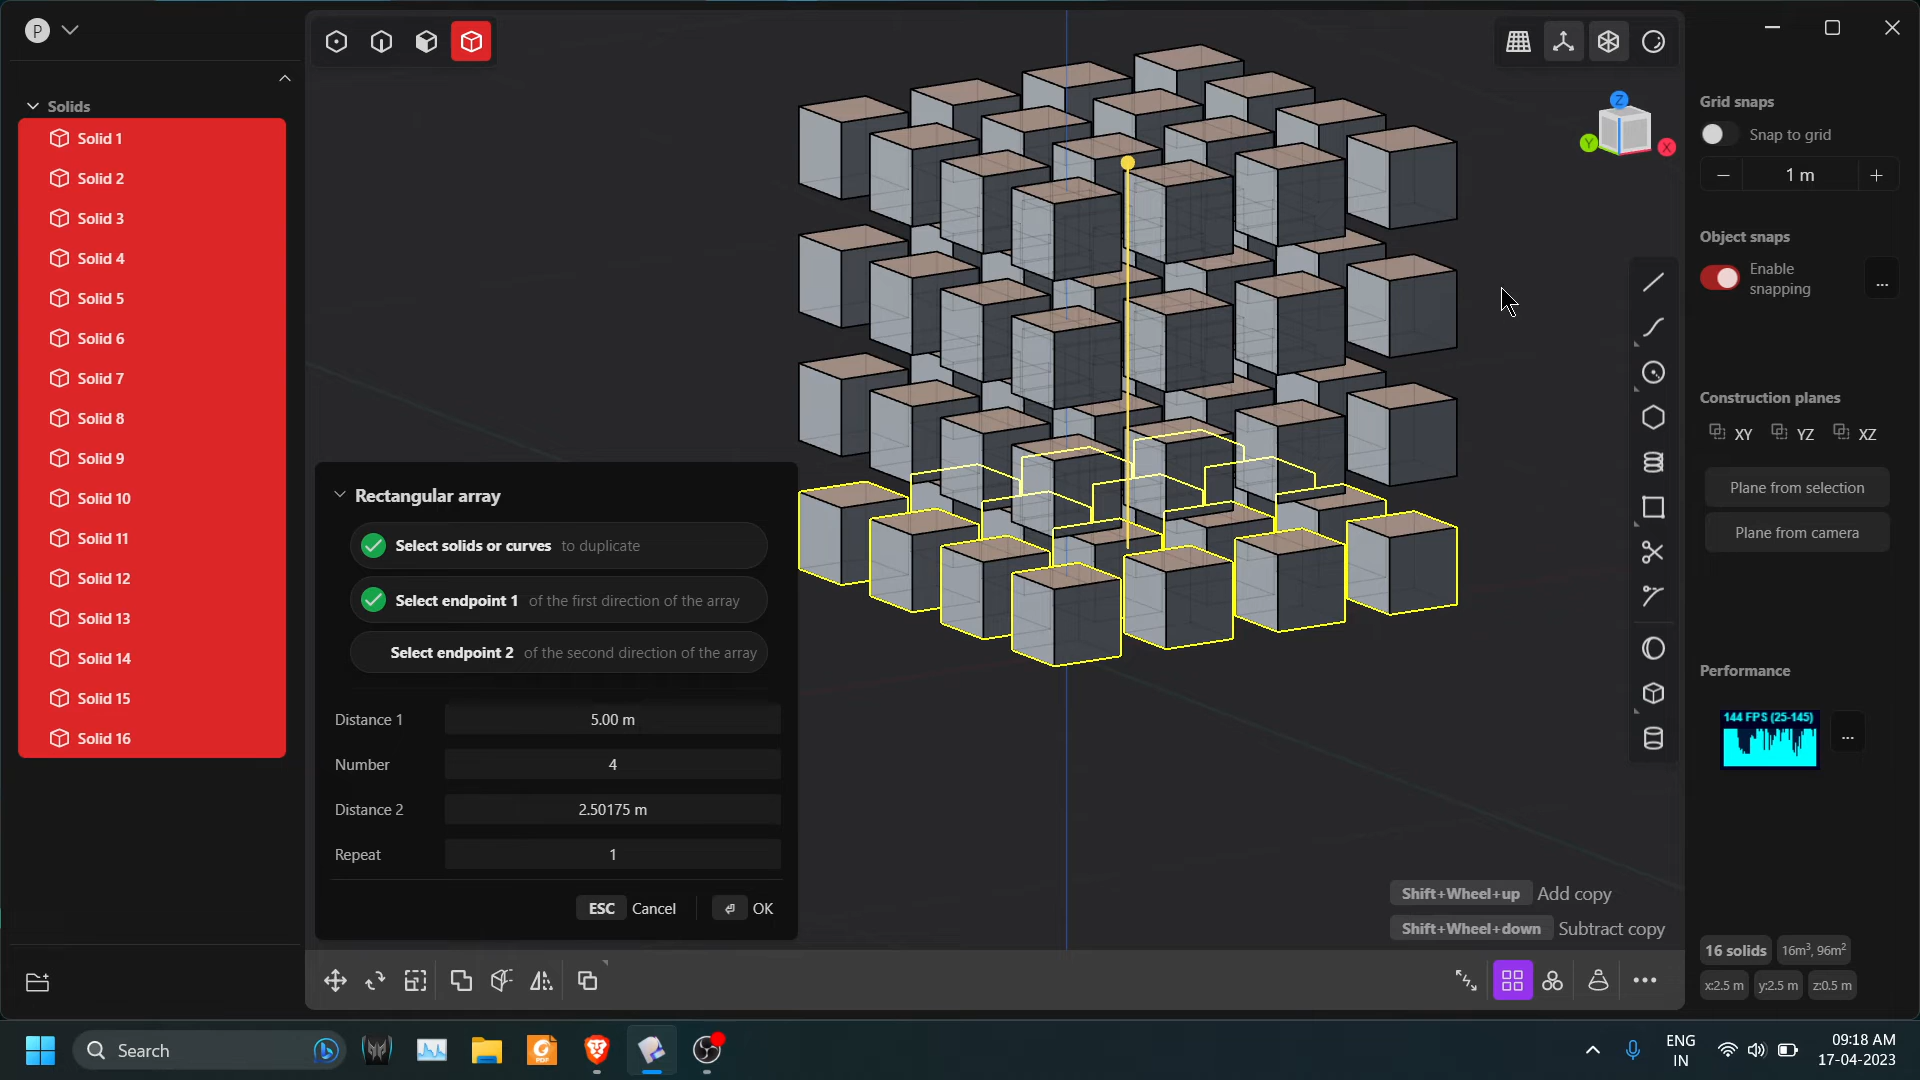 P
Solids
Solid 1
Solid 2
Solid 3
Solid 4
Solid 5
Solid 6
Solid 7
Solid 8
Solid 9
Solid 10
Solid 11
Solid 12
Solid 13
Solid 14
Solid 15
Solid 16
Rectangular array
Select solids or curves to duplicate
Select endpoint 1 of the first direction of the array
Select endpoint 2 of the second direction of the array
Distance 1 5.00 m
Number 4
Distance 2 2.50175 m
Repeat 1
ESC Cancel OK
Z
Y
X
Grid snaps
Snap to grid
1 m
Object snaps
Enable
snapping
...
Construction planes
XY YZ XZ
Plane from selection
Plane from camera
Performance
144 FPS (25-145)
...
Shift+Wheel+up Add copy
Shift+Wheel+down Subtract copy
16 solids 16m³, 96m²
x:2.5 m y:2.5 m z:0.5 m
Search
PDF
ENG
IN
09:18 AM
17-04-2023